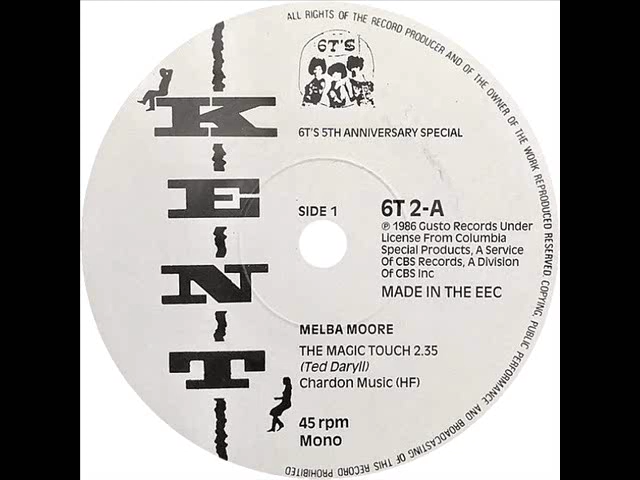 ALL RIGHTS OF THE RECORD PRODUCER AND OF THE OWNER OF THE WORK REPRODUCED RESERVED. COPYING, PUBLIC PERFORMANCE AND BROADCASTING OF THIS RECORD PROHIBITED
6T'S
KENT
6T'S 5TH ANNIVERSARY SPECIAL
SIDE 1
6T 2-A
℗ 1986 Gusto Records Under
License From Columbia
Special Products, A Service
Of CBS Records, A Division
Of CBS Inc
MADE IN THE EEC
MELBA MOORE
THE MAGIC TOUCH 2.35
(Ted Daryll)
Chardon Music (HF)
45 rpm
Mono